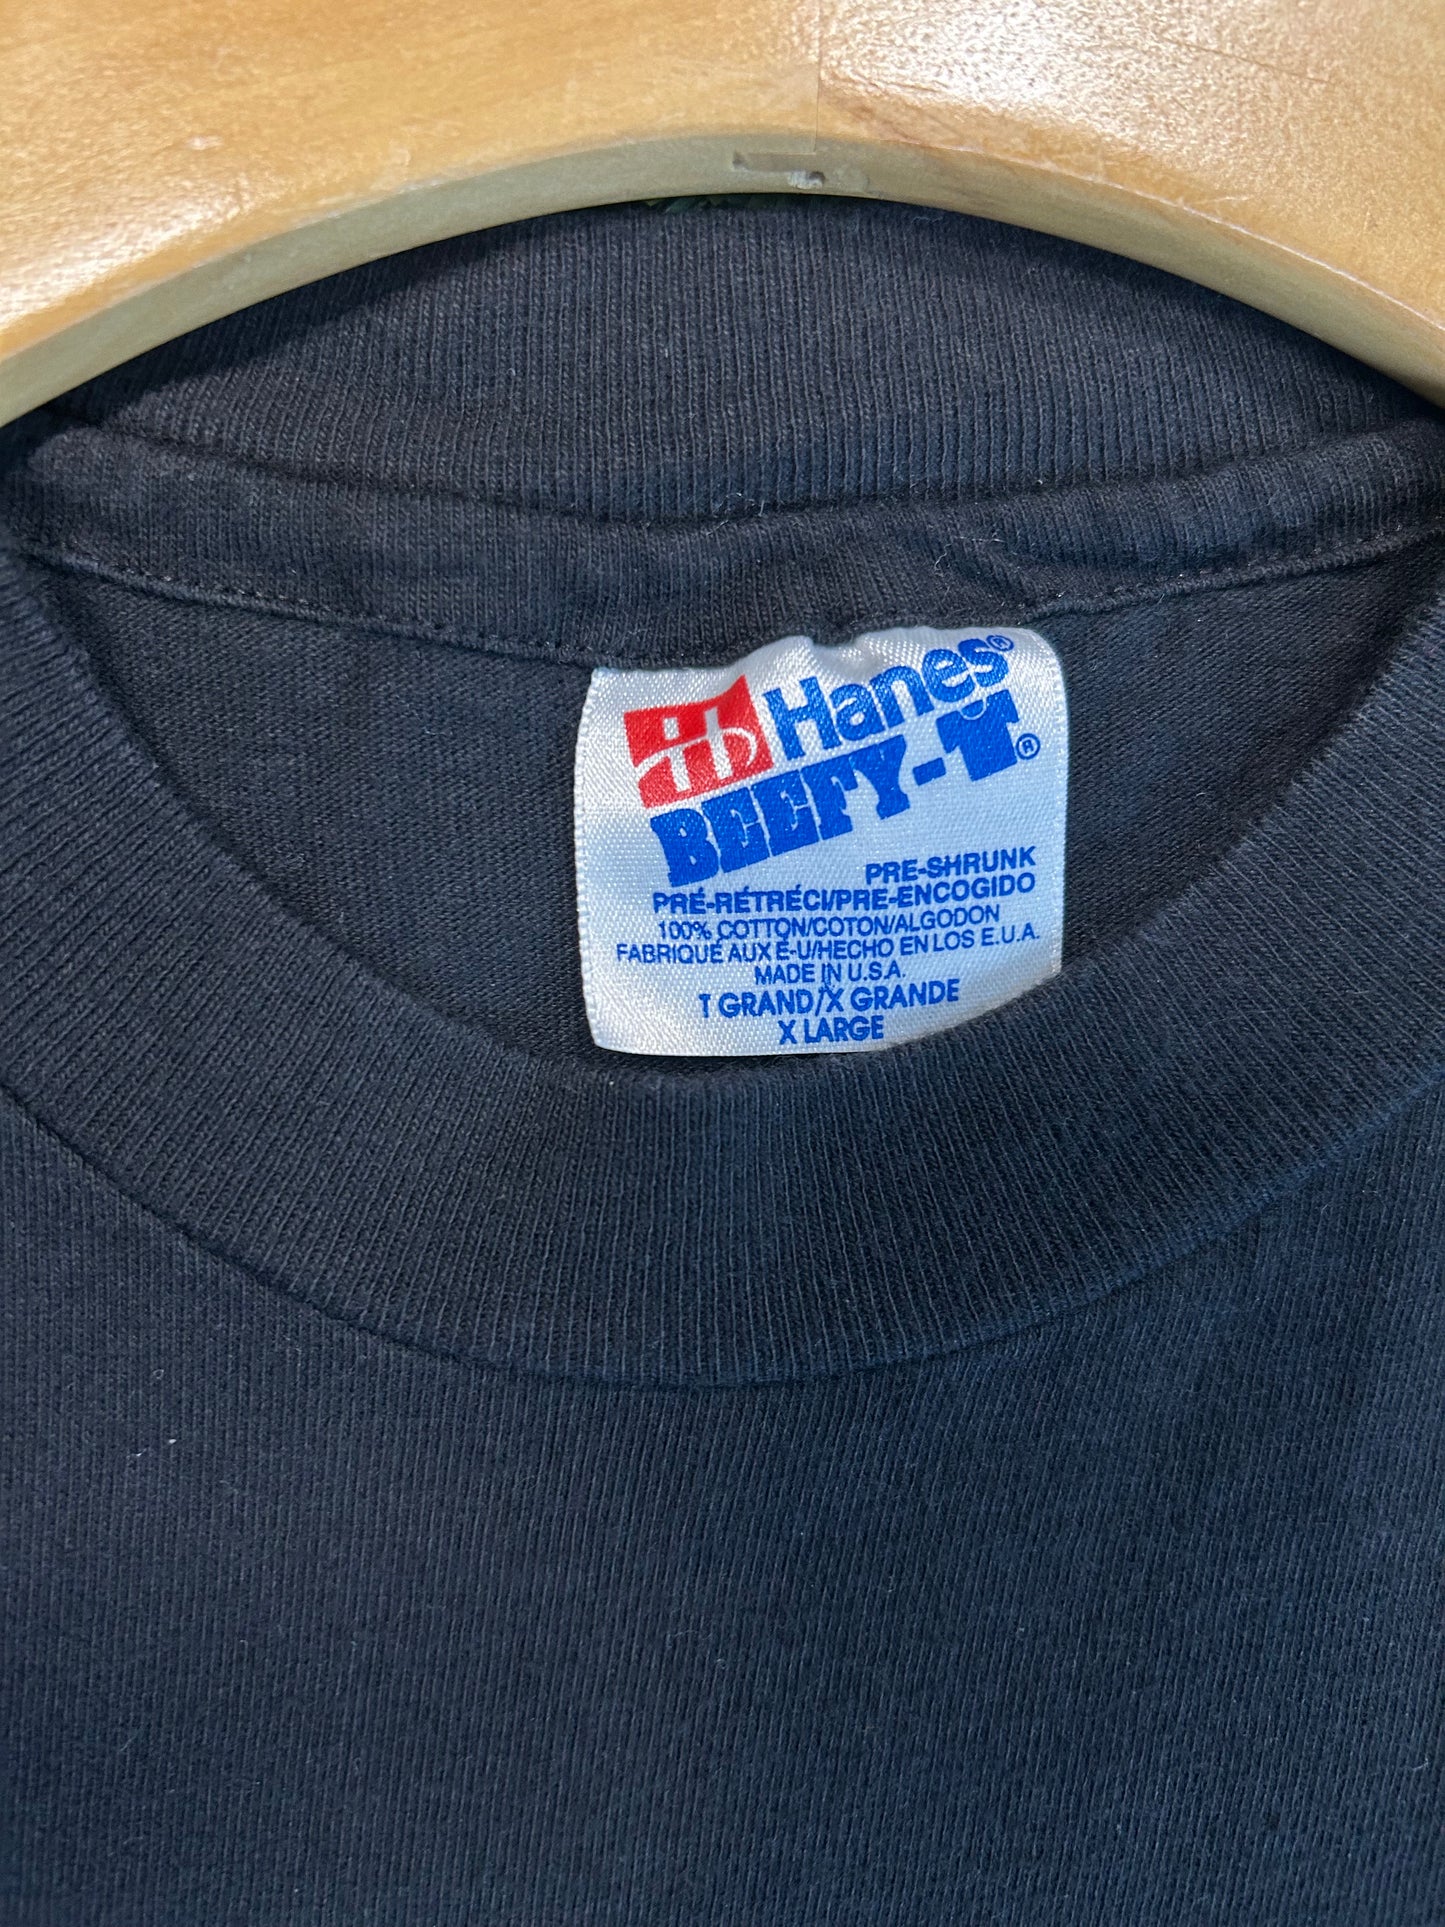 Hanes®
BEEFY-T®
PRE-SHRUNK
PRÉ-RÉTRÉCI/PRE-ENCOGIDO
100% COTTON/COTON/ALGODON
FABRIQUÉ AUX É-U/HECHO EN LOS E.U.A.
MADE IN U.S.A.
T GRAND/X GRANDE
X LARGE